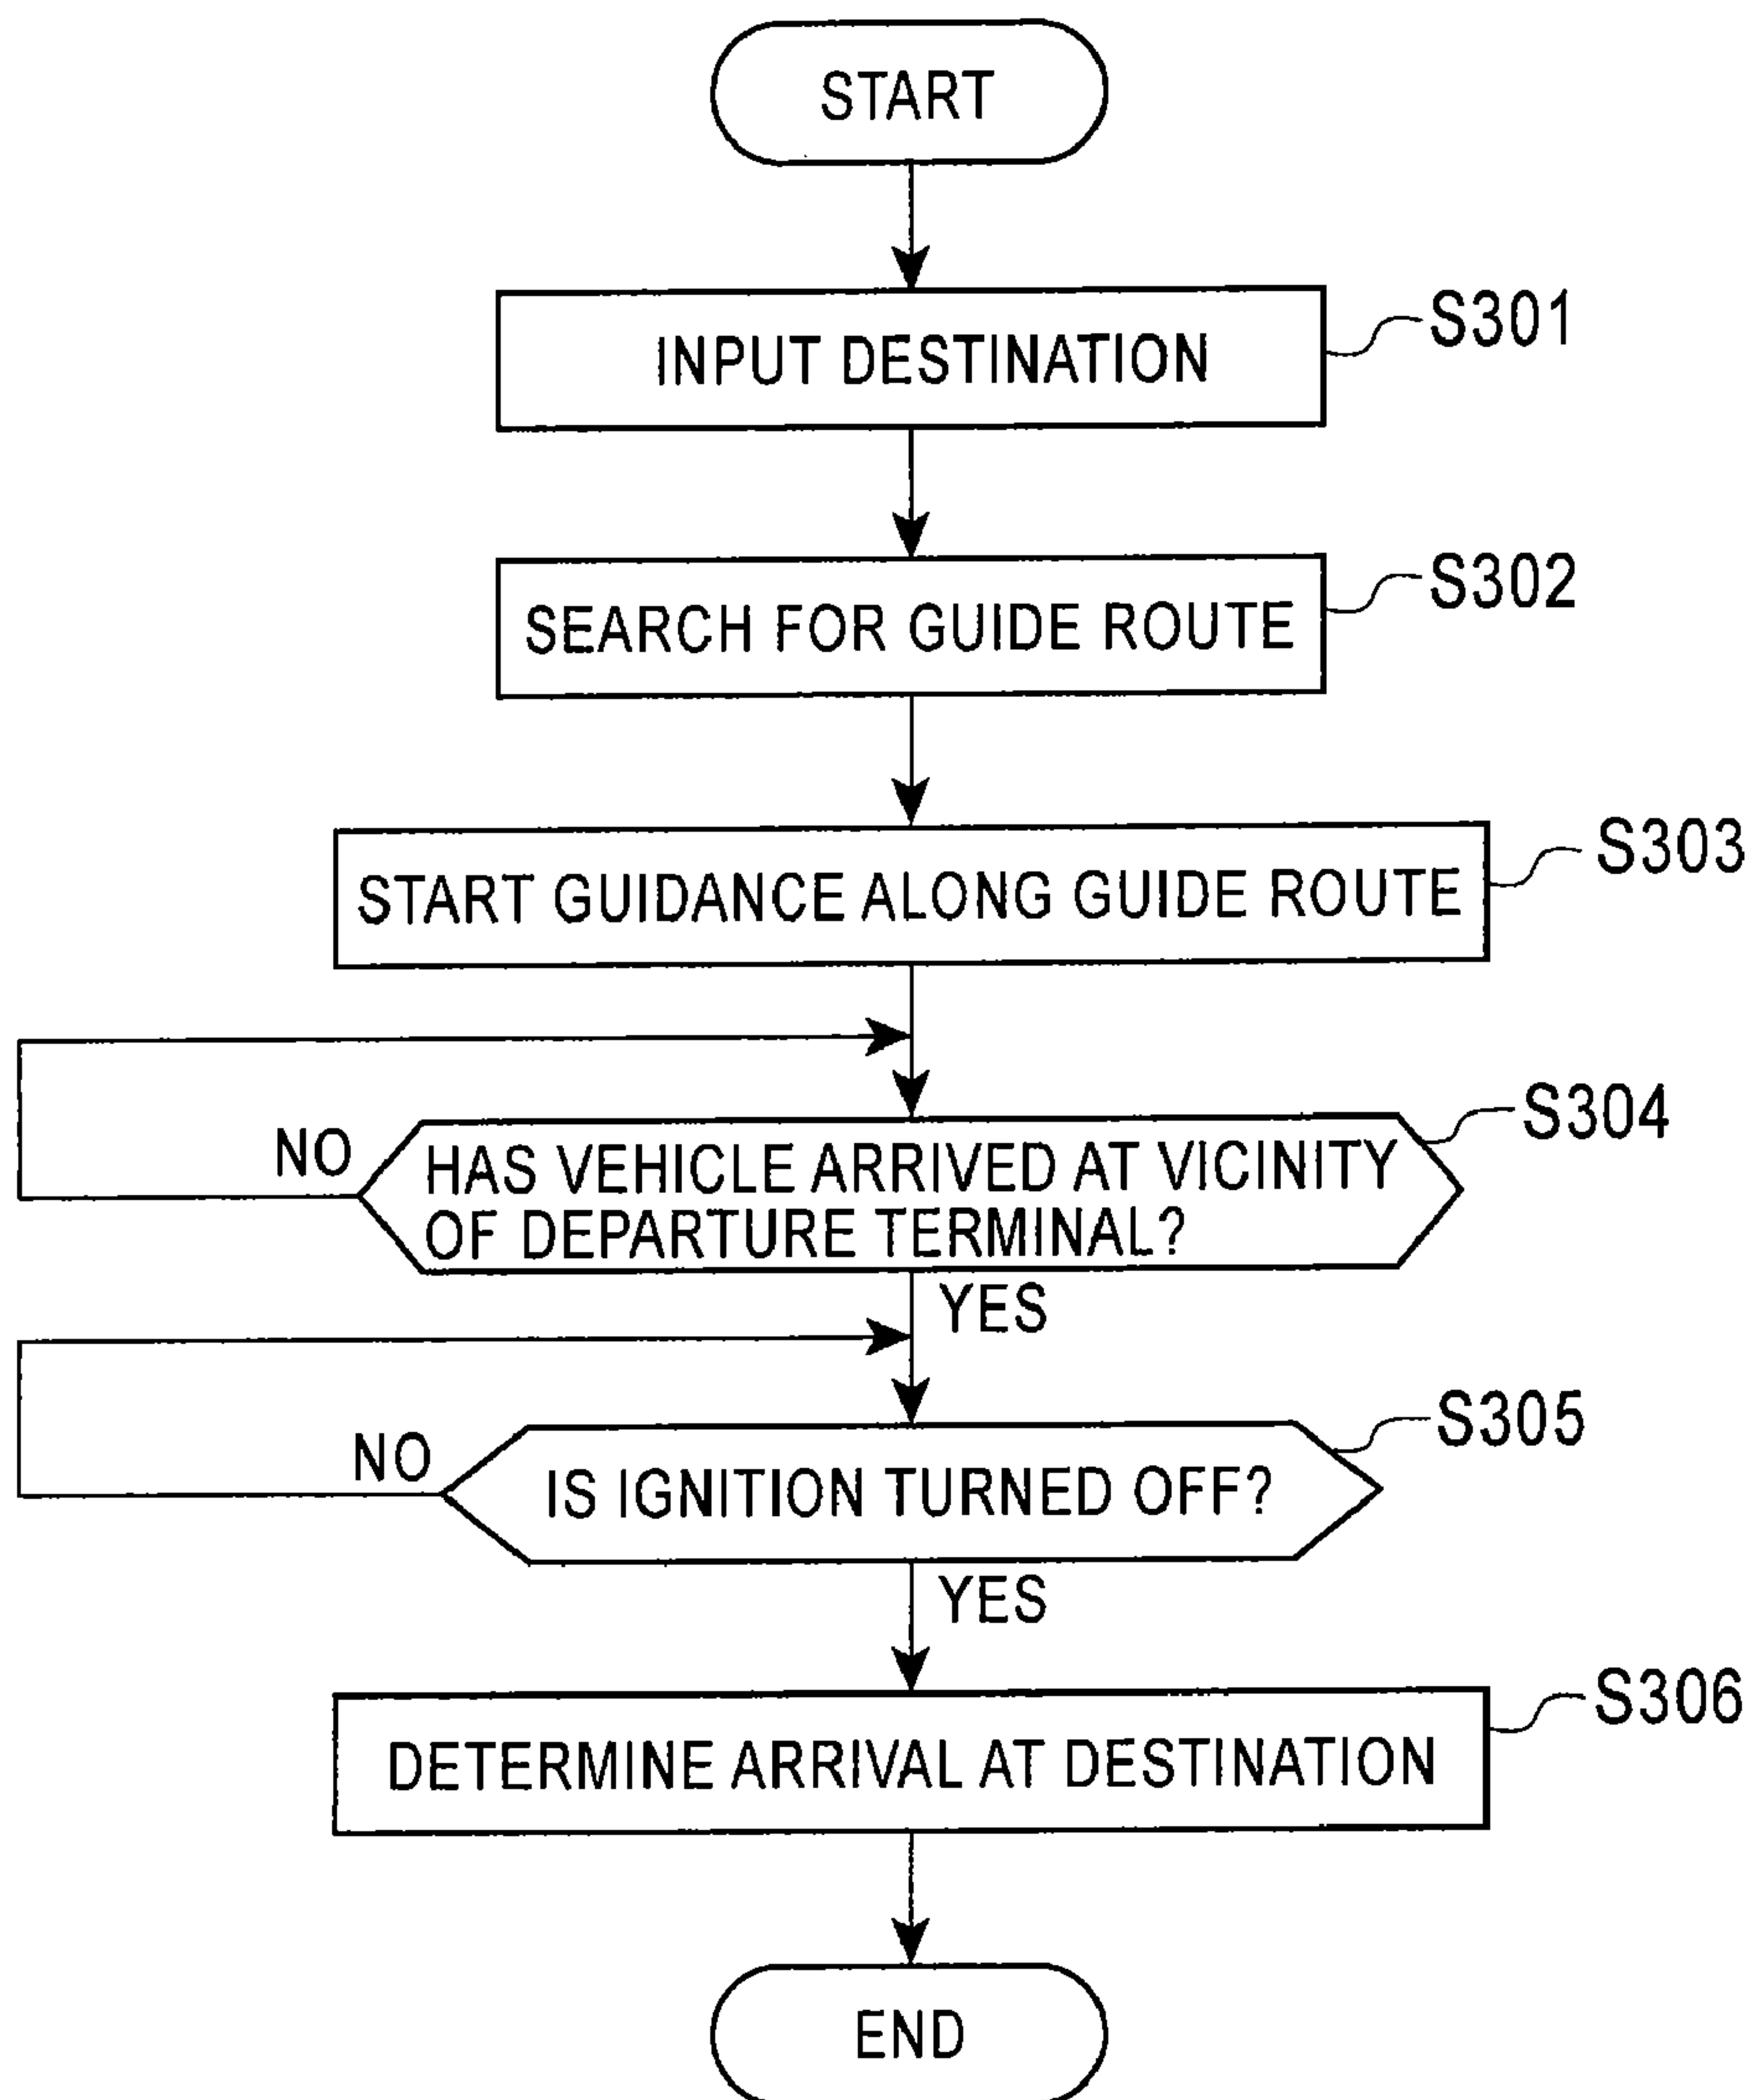 START
INPUT DESTINATION
S301
SEARCH FOR GUIDE ROUTE
S302
START GUIDANCE ALONG GUIDE ROUTE
S303
NO
HAS VEHICLE ARRIVED AT VICINITY
OF DEPARTURE TERMINAL?
S304
YES
NO
IS IGNITION TURNED OFF?
S305
YES
DETERMINE ARRIVAL AT DESTINATION
S306
END